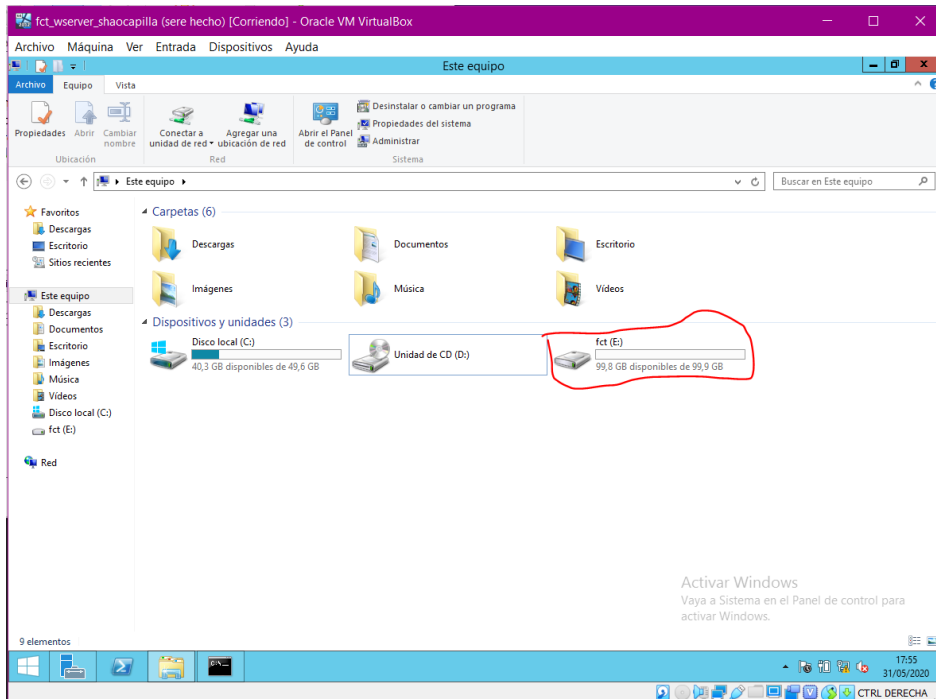 fct_wserver_shaocapilla (sere hecho) [Corriendo] - Oracle VM VirtualBox
Archivo Máquina Ver Entrada Dispositivos Ayuda
Este equipo
Archivo Equipo Vista
Propiedades Abrir Cambiar nombre
Ubicación
Conectar a unidad de red Agregar una ubicación de red
Red
Abrir el Panel de control
Desinstalar o cambiar un programa
Propiedades del sistema
Administrar
Sistema
Este equipo
Buscar en Este equipo
Favoritos
Descargas
Escritorio
Sitios recientes
Este equipo
Descargas
Documentos
Escritorio
Imágenes
Música
Vídeos
Disco local (C:)
fct (E:)
Red
Carpetas (6)
Descargas
Documentos
Escritorio
Imágenes
Música
Vídeos
Dispositivos y unidades (3)
Disco local (C:)
40,3 GB disponibles de 49,6 GB
Unidad de CD (D:)
fct (E:)
99,8 GB disponibles de 99,9 GB
Activar Windows
Vaya a Sistema en el Panel de control para
activar Windows.
9 elementos
17:55
31/05/2020
CTRL DERECHA